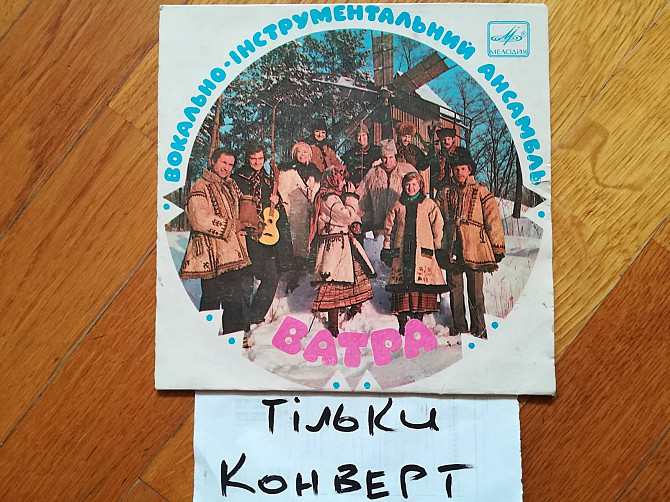 ВОКАЛЬНО-ІНСТРУМЕНТАЛЬНИЙ АНСАМБЛЬ
МЕЛОДИЯ
ВАТРА
Тільки
Конверт